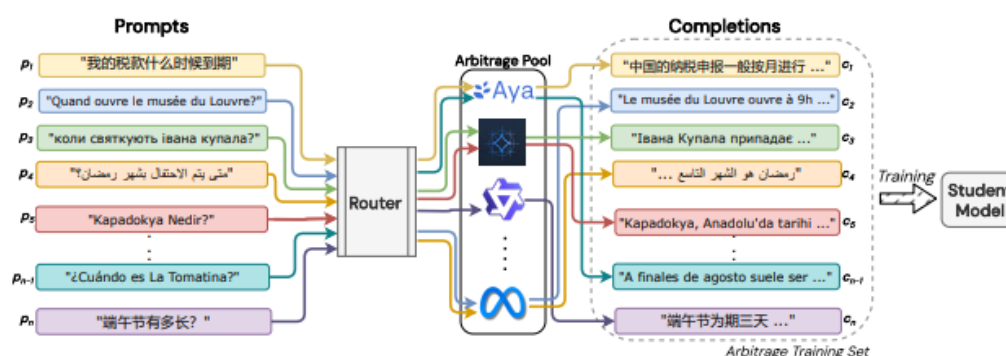 Prompts
Completions
p₁ "我的税款什么时候到期"
p₂ "Quand ouvre le musée du Louvre?"
p₃ "коли святкують івана купала?"
p₄ "متى يتم الاحتفال بشهر رمضان؟"
p₅ "Kapadokya Nedir?"
pₙ₋₁ "¿Cuándo es La Tomatina?"
pₙ "端午节有多长？"
Router
Arbitrage Pool
Aya
"中国的纳税申报一般按月进行 ..." c₁
"Le musée du Louvre ouvre à 9h ..." c₂
"Івана Купала припадає ..." c₃
"رمضان هو الشهر التاسع ..." c₄
"Kapadokya, Anadolu'da tarihi ..." c₅
"A finales de agosto suele ser ..." cₙ₋₁
"端午节为期三天 ..." cₙ
Arbitrage Training Set
Training
Student
Model